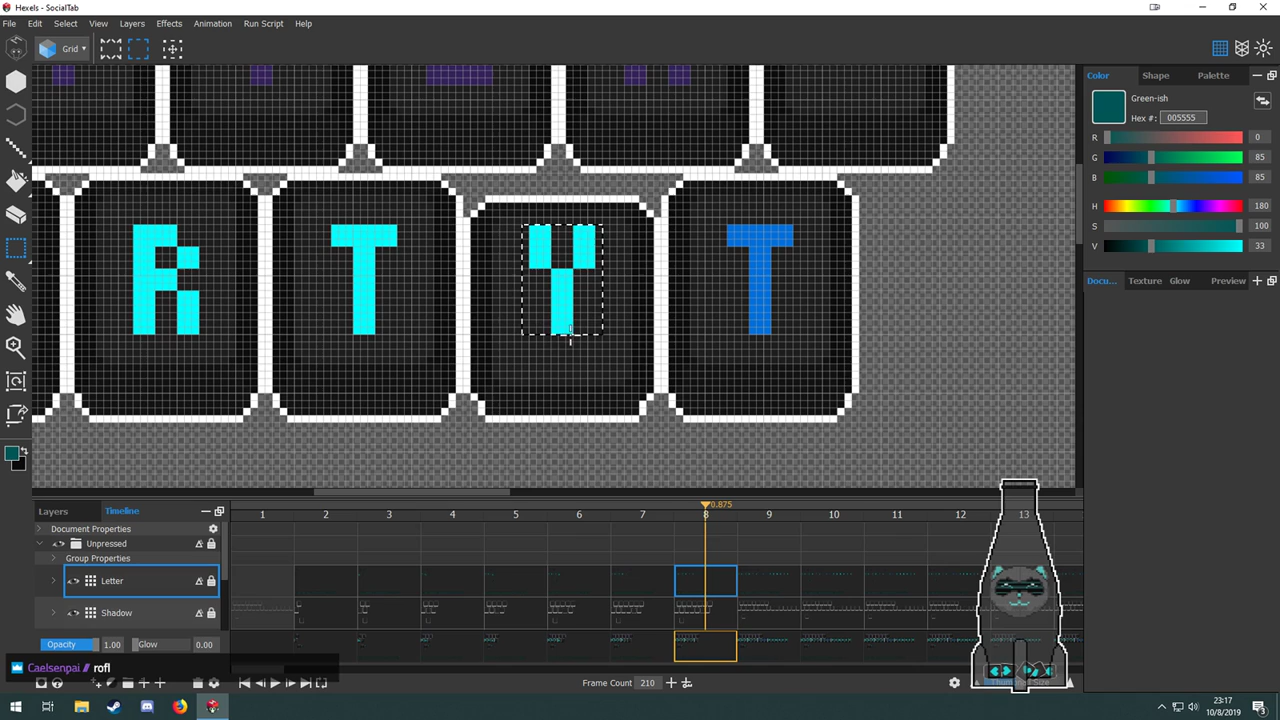 Hexels - SocialTab
File Edit Select View Layers Effects Animation Run Script Help
Grid
R T Y T
Color Shape Palette
Green-ish
Hex #: 005555
R 0
G 85
B 85
H 180
S 100
V 33
Docu... Texture Glow Preview
Layers Timeline
Document Properties
Unpressed
Group Properties
Letter
Shadow
Opacity 1.00 Glow 0.00
0.875
1 2 3 4 5 6 7 8 9 10 11 12 13
Caelsenpai // rofl
Frame Count 210
Size
23:17
10/8/2019